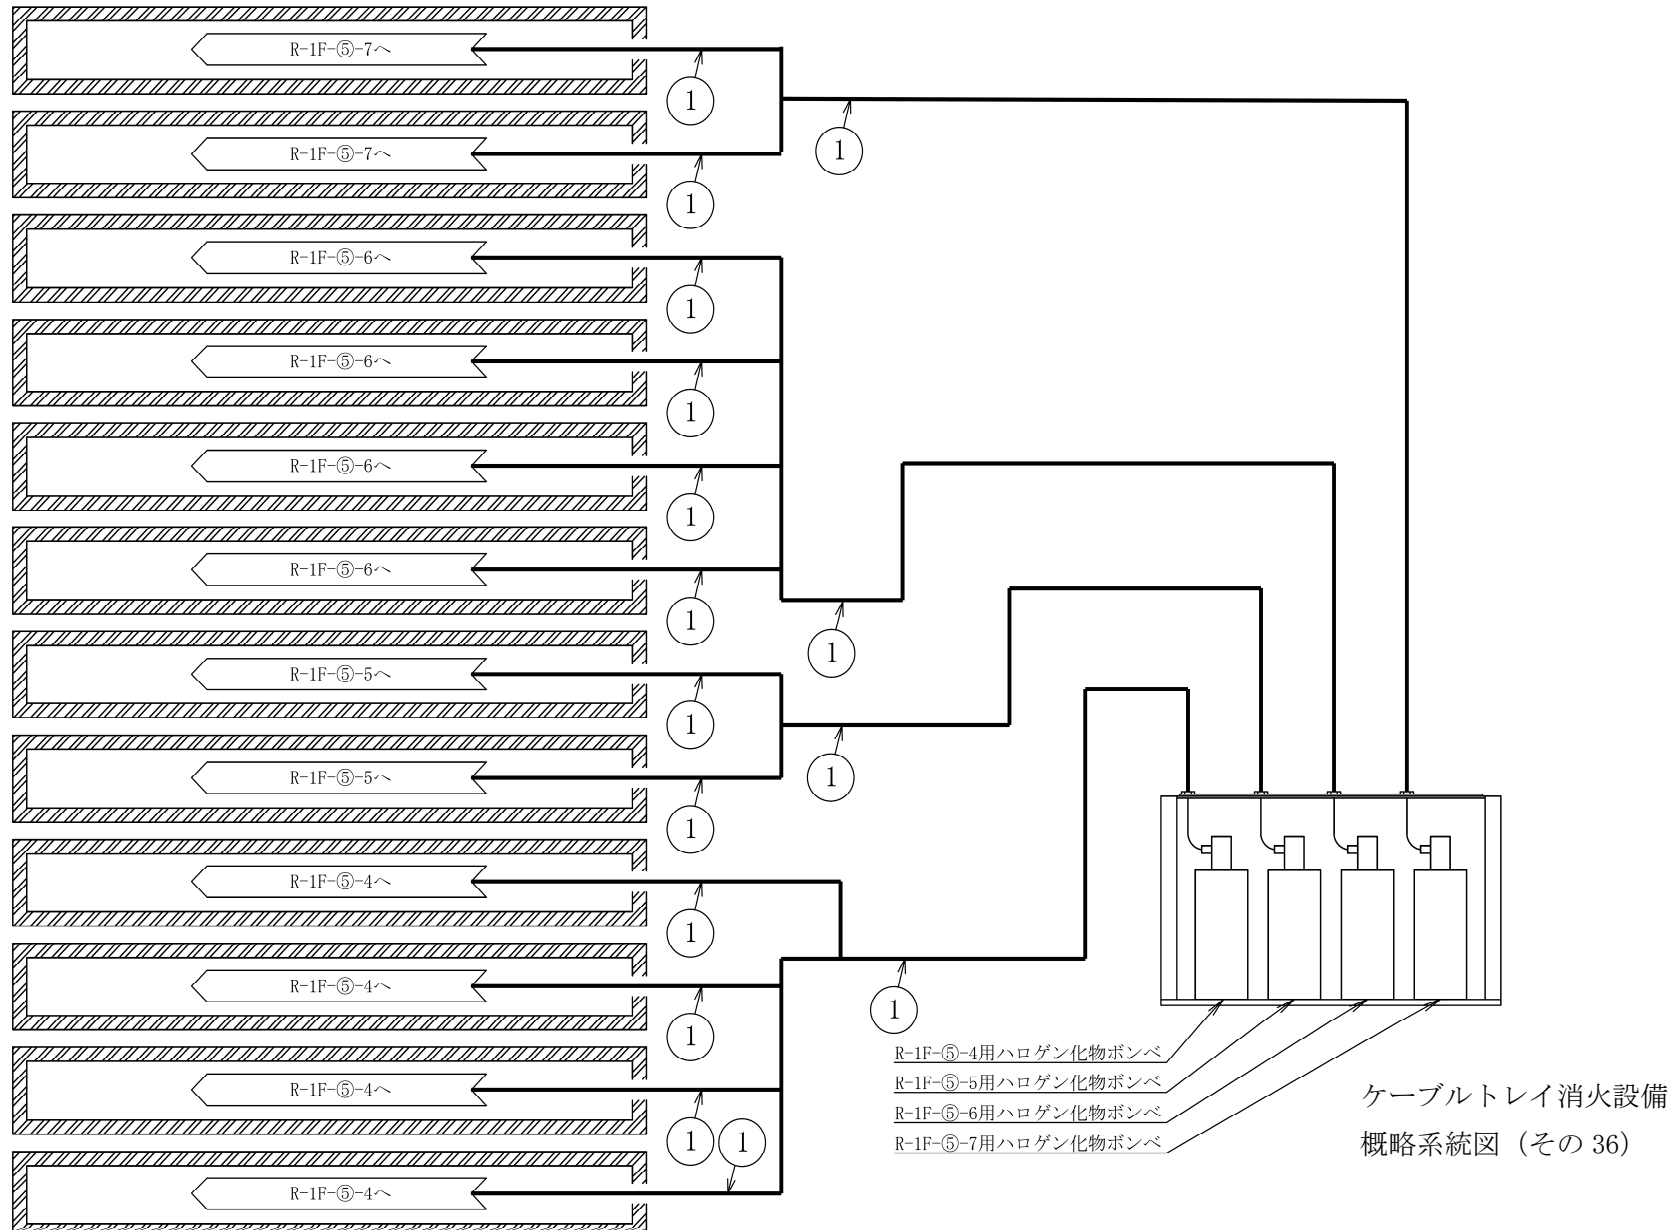 R-1F-⑤-7へ
1
1
R-1F-⑤-7へ
1
R-1F-⑤-6へ
1
R-1F-⑤-6へ
1
R-1F-⑤-6へ
1
R-1F-⑤-6へ
1
1
R-1F-⑤-5へ
1
1
R-1F-⑤-5へ
1
R-1F-⑤-4へ
1
R-1F-⑤-4へ
1
1
R-1F-⑤-4へ
1
1
R-1F-⑤-4へ
R-1F-⑤-4用ハロゲン化物ボンベ
R-1F-⑤-5用ハロゲン化物ボンベ
R-1F-⑤-6用ハロゲン化物ボンベ
R-1F-⑤-7用ハロゲン化物ボンベ
ケーブルトレイ消火設備
概略系統図（その 36）